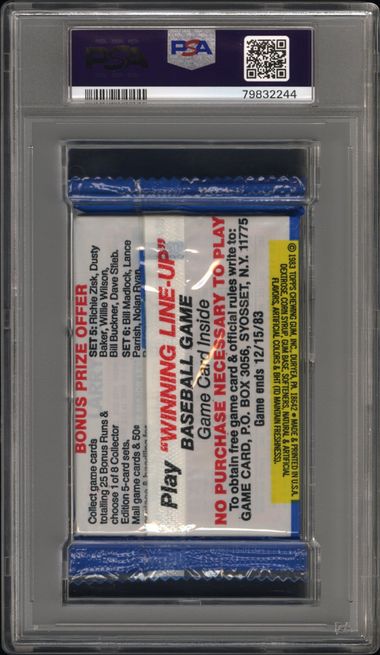 PSA
PSA
79832244
BONUS PRIZE OFFER
Collect game cards
totalling 25 Bonus Runs &
choose 1 of 8 Collector
Edition 5-card sets.
Mail game cards & 50¢
SET 5: Richie Zisk, Dusty
Baker, Willie Wilson,
Bill Buckner, Dave Stieb.
SET 6: Bill Madlock, Lance
Parrish, Nolan Ryan,
Play "WINNING LINE-UP"
BASEBALL GAME
Game Card Inside
NO PURCHASE NECESSARY TO PLAY
To obtain free game card & official rules write to:
GAME CARD, P.O. BOX 3056, SYOSSET, N.Y. 11775
Game ends 12/15/83
© 1983 TOPPS CHEWING GUM, INC., DURYEA, PA. 18642 • MADE & PRINTED IN U.S.A.
DEXTROSE, CORN SYRUP, GUM BASE, SOFTENERS, NATURAL & ARTIFICIAL
FLAVORS, ARTIFICIAL COLORS & BHT (TO MAINTAIN FRESHNESS).